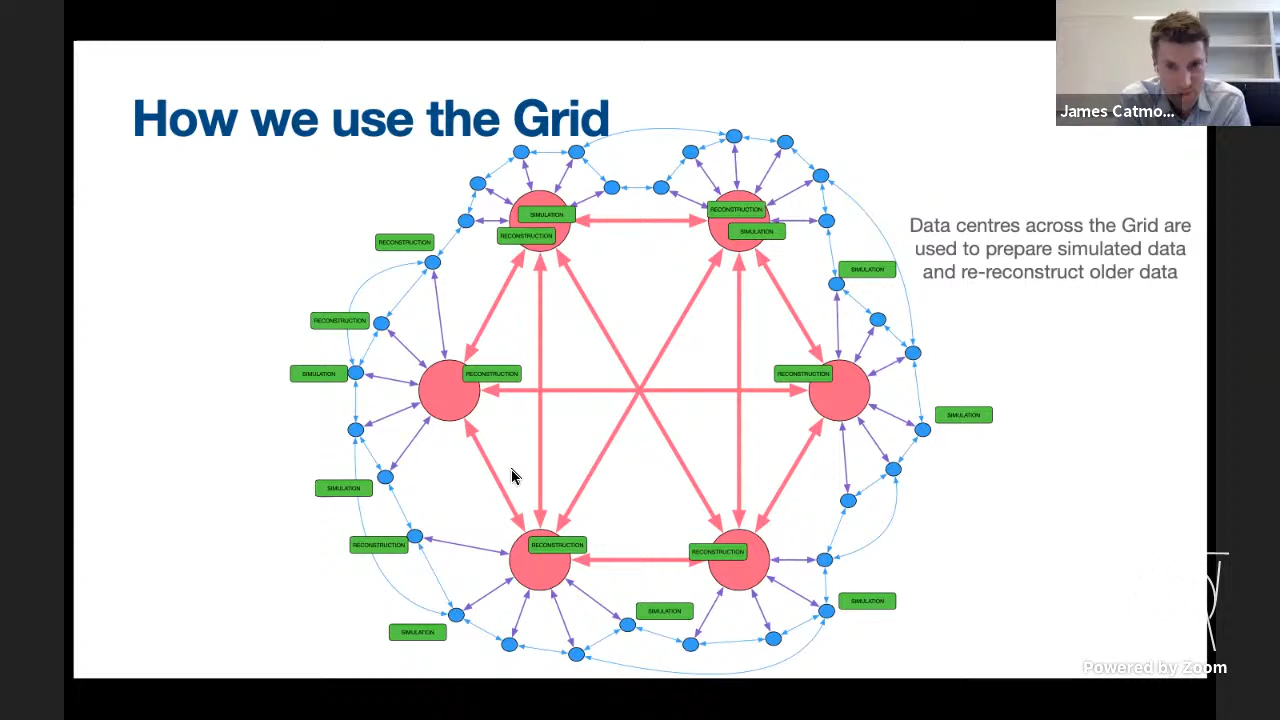 James Catmo...
How we use the Grid
Data centres across the Grid are
used to prepare simulated data
and re-reconstruct older data
SIMULATION
RECONSTRUCTION
RECONSTRUCTION
SIMULATION
RECONSTRUCTION
SIMULATION
RECONSTRUCTION
SIMULATION
RECONSTRUCTION
RECONSTRUCTION
SIMULATION
SIMULATION
RECONSTRUCTION
RECONSTRUCTION
RECONSTRUCTION
SIMULATION
SIMULATION
SIMULATION
Powered by Zoom